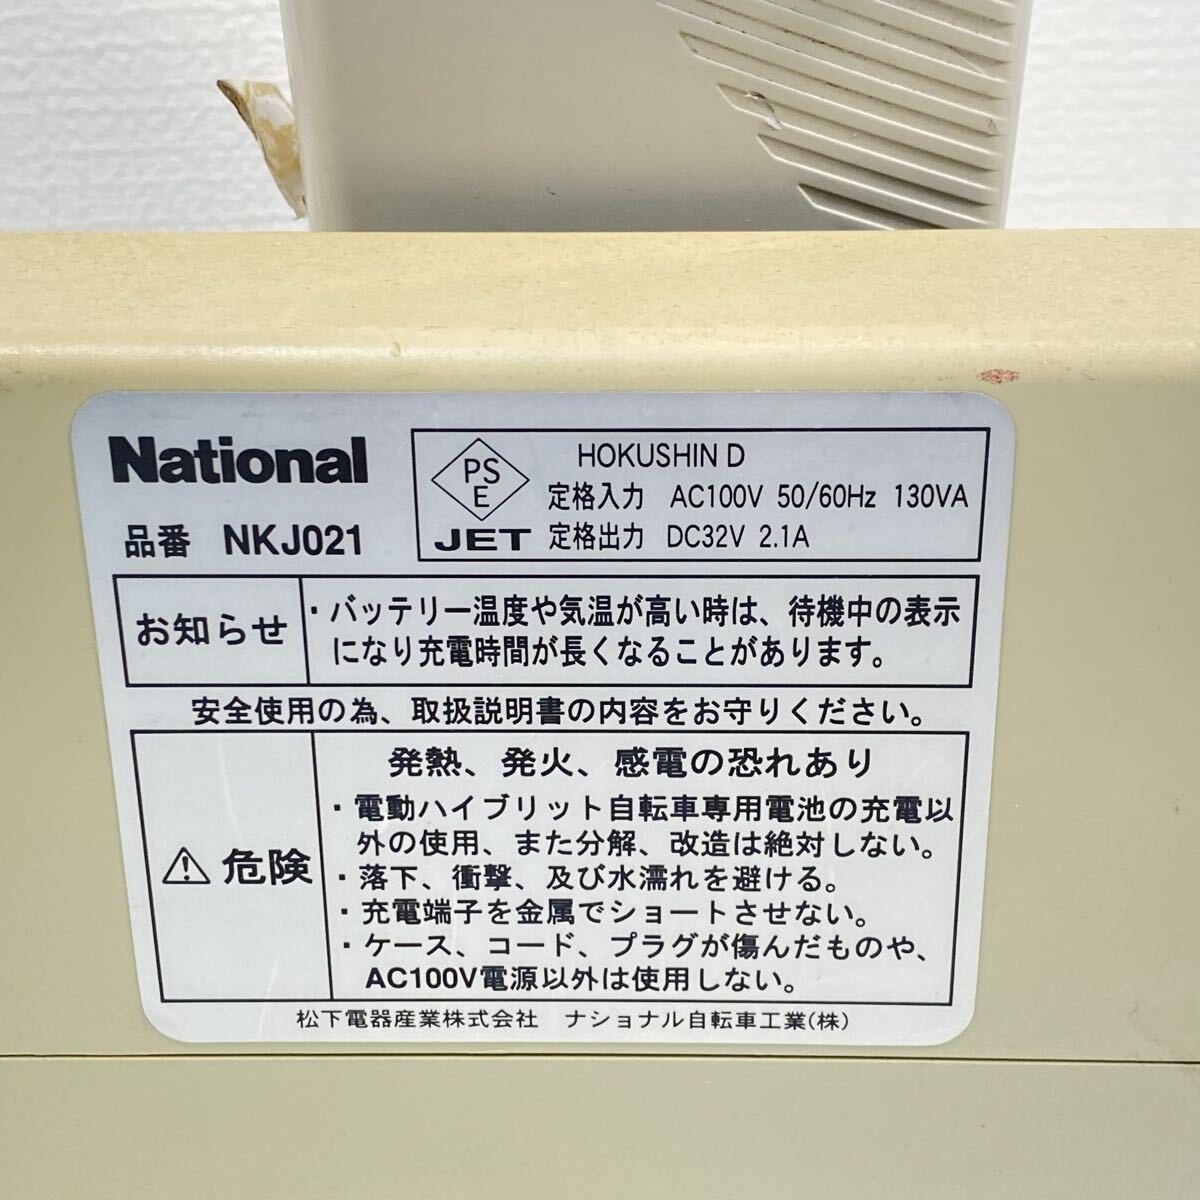 National
品番 NKJ021
PS
E
JET
HOKUSHIN D
定格入力 AC100V 50/60Hz 130VA
定格出力 DC32V 2.1A
お知らせ
・バッテリー温度や気温が高い時は、待機中の表示
になり充電時間が長くなることがあります。
安全使用の為、取扱説明書の内容をお守りください。
⚠危険
発熱、発火、感電の恐れあり
・電動ハイブリット自転車専用電池の充電以
外の使用、また分解、改造は絶対しない。
・落下、衝撃、及び水濡れを避ける。
・充電端子を金属でショートさせない。
・ケース、コード、プラグが傷んだものや、
AC100V電源以外は使用しない。
松下電器産業株式会社 ナショナル自転車工業(株)